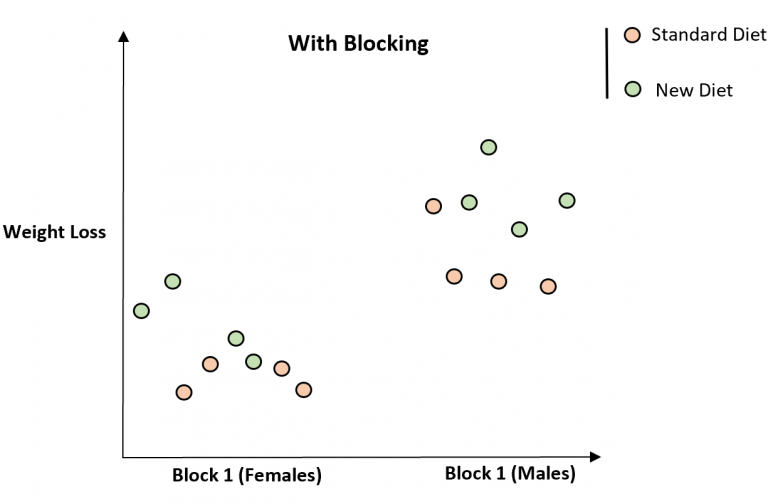 With Blocking
Standard Diet
New Diet
Weight Loss
Block 1 (Females)
Block 1 (Males)